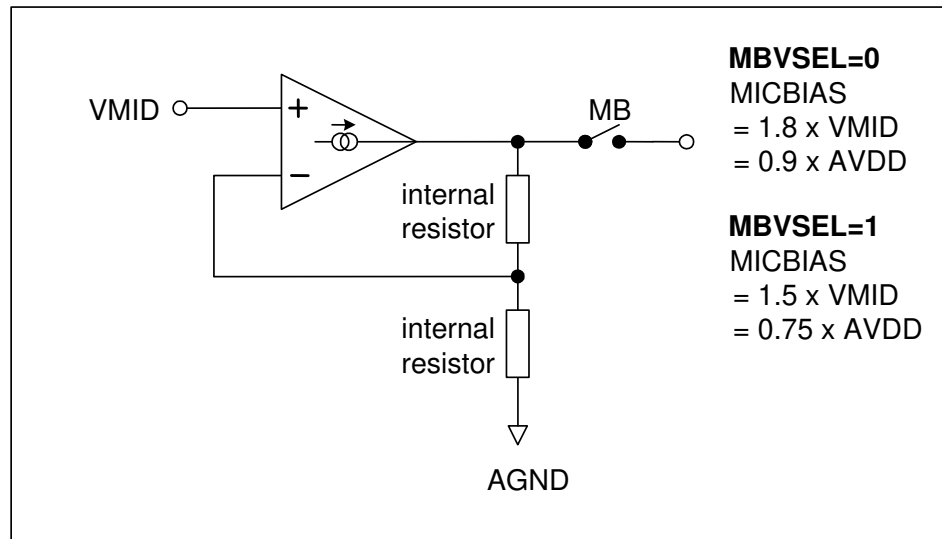 VMID
+
−
MB
internal
resistor
internal
resistor
AGND
MBVSEL=0
MICBIAS
= 1.8 x VMID
= 0.9 x AVDD
MBVSEL=1
MICBIAS
= 1.5 x VMID
= 0.75 x AVDD